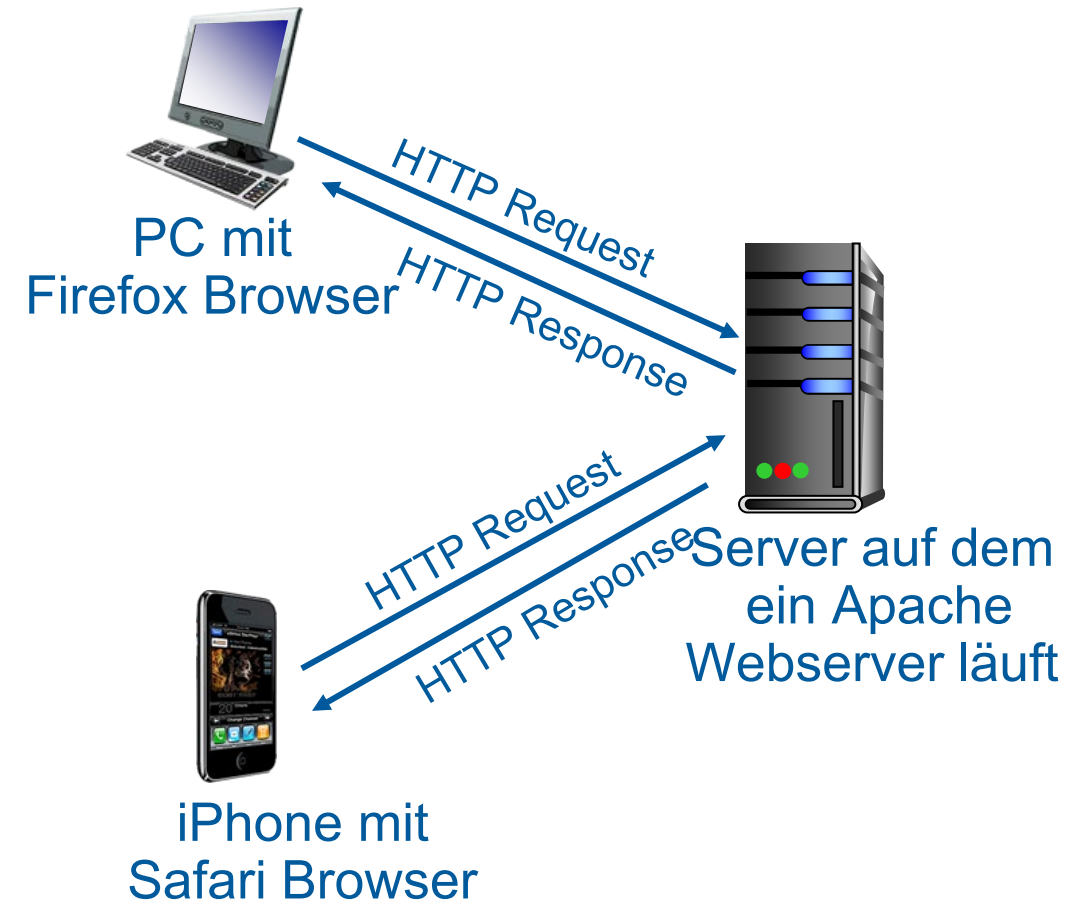 HTTP Request
HTTP Response
PC mit
Firefox Browser
HTTP Request
HTTP Response
Server auf dem
ein Apache
Webserver läuft
iPhone mit
Safari Browser